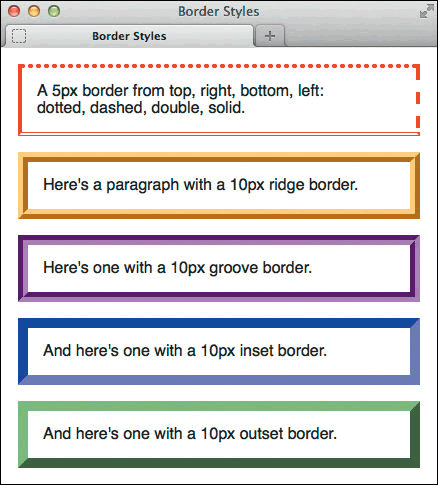 Border Styles
Border Styles
A 5px border from top, right, bottom, left:
dotted, dashed, double, solid.
Here's a paragraph with a 10px ridge border.
Here's one with a 10px groove border.
And here's one with a 10px inset border.
And here's one with a 10px outset border.